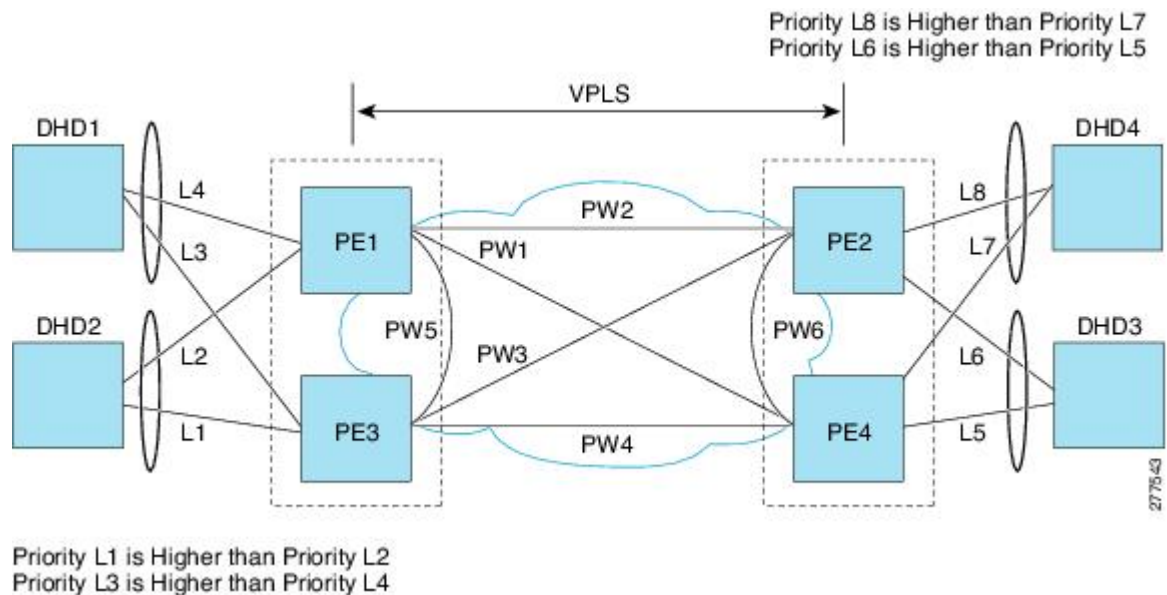 Priority L8 is Higher than Priority L7
Priority L6 is Higher than Priority L5
VPLS
DHD1
DHD4
L4
PW2
L8
PE1
PE2
L3
PW1
L7
DHD2
PW5
PW6
DHD3
L2
PW3
L6
L1
PE3
PW4
PE4
L5
277543
Priority L1 is Higher than Priority L2
Priority L3 is Higher than Priority L4